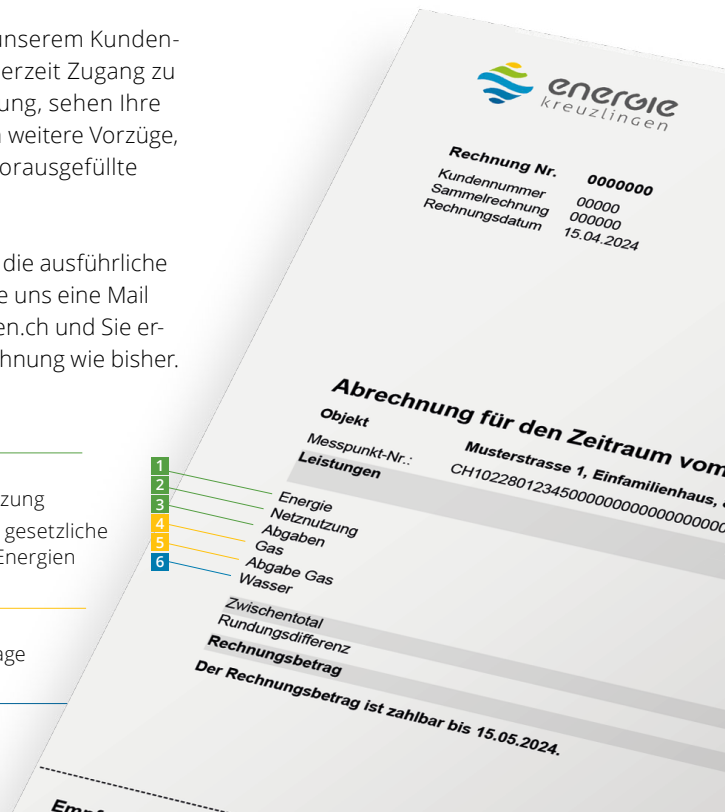 unserem Kunden-
erzeit Zugang zu
ung, sehen Ihre
weitere Vorzüge,
orausgefüllte
die ausführliche
e uns eine Mail
en.ch und Sie er-
hnung wie bisher.
zung
gesetzliche
Energien
age
1
2
3
4
5
6
energie
kreuzlingen
Rechnung Nr. 0000000
Kundennummer 00000
Sammelrechnung 000000
Rechnungsdatum 15.04.2024
Abrechnung für den Zeitraum vom
Objekt Musterstrasse 1, Einfamilienhaus,
Messpunkt-Nr.:
Leistungen
Energie
Netznutzung
Abgaben
Gas
Abgabe Gas
Wasser
Zwischentotal
Rundungsdifferenz
Rechnungsbetrag
Der Rechnungsbetrag ist zahlbar bis 15.05.2024.